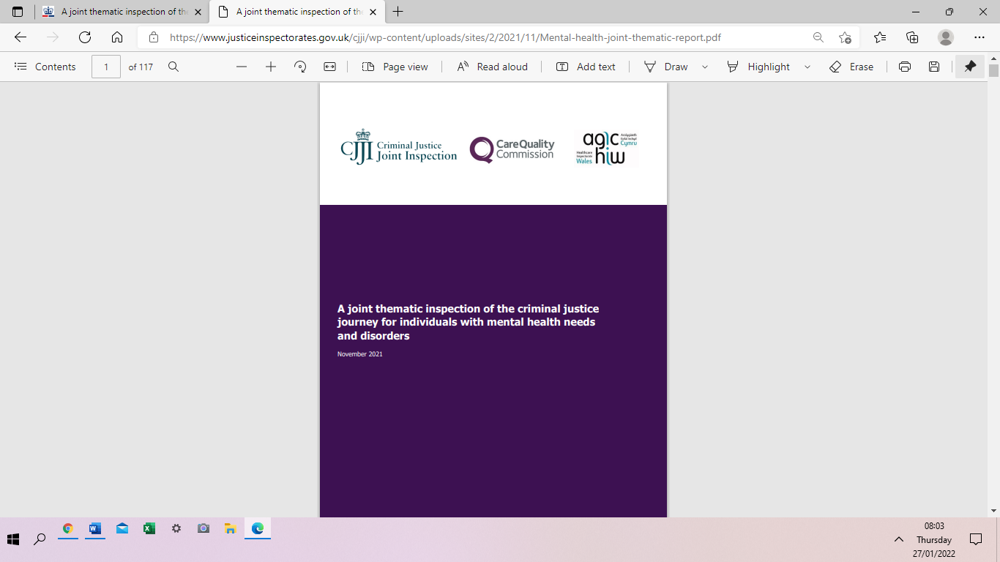 A joint thematic inspection of the
A joint thematic inspection of th
https://www.justiceinspectorates.gov.uk/cjji/wp-content/uploads/sites/2/2021/11/Mental-health-joint-thematic-report.pdf
Contents
1
of 117
Page view
Read aloud
Add text
Draw
Highlight
Erase
CJJI
Criminal Justice
Joint Inspection
CareQuality
Commission
agic
Arolygiaeth
Gofal Iechyd
Cymru
Healthcare
Inspectorate
Wales
hiw
A joint thematic inspection of the criminal justice
journey for individuals with mental health needs
and disorders
November 2021
08:03
Thursday
27/01/2022